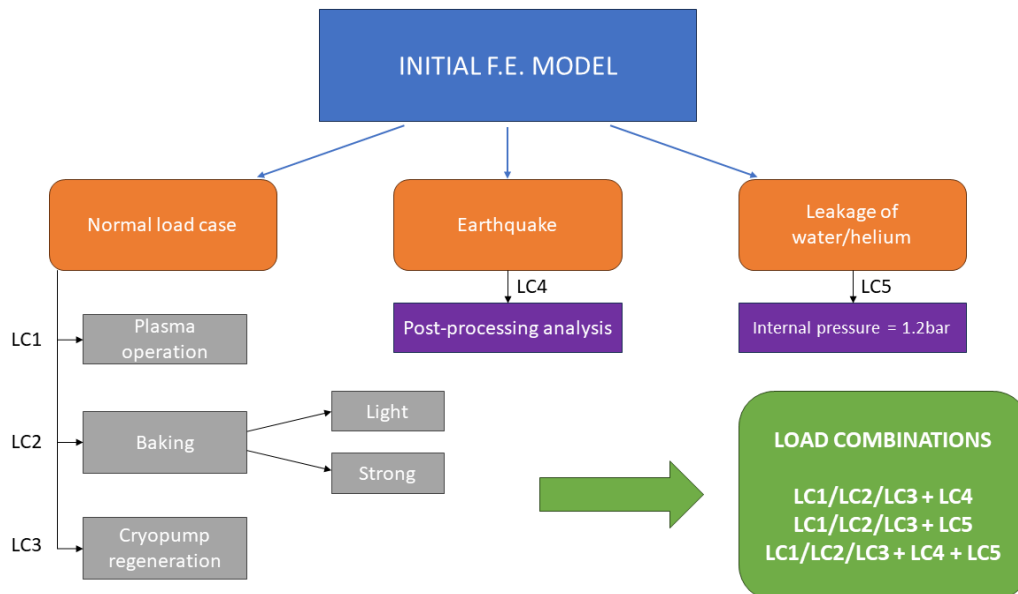 INITIAL F.E. MODEL
Normal load case
Earthquake
Leakage of
water/helium
LC4
LC5
LC1
Plasma
operation
Post-processing analysis
Internal pressure = 1.2bar
LC2
Baking
Light
Strong
LC3
Cryopump
regeneration
LOAD COMBINATIONS
LC1/LC2/LC3 + LC4
LC1/LC2/LC3 + LC5
LC1/LC2/LC3 + LC4 + LC5